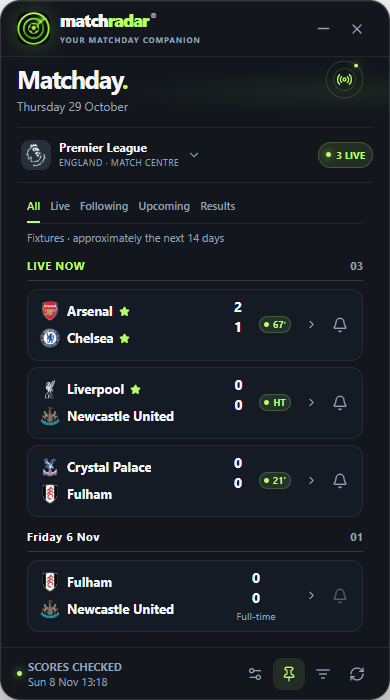 matchradar®
YOUR MATCHDAY COMPANION
Matchday.
Thursday 29 October
Premier League
ENGLAND · MATCH CENTRE
3 LIVE
All Live Following Upcoming Results
Fixtures · approximately the next 14 days
LIVE NOW 03
Arsenal 2
Chelsea 1
67'
Liverpool 0
Newcastle United 0
HT
Crystal Palace 0
Fulham 0
21'
Friday 6 Nov 01
Fulham 0
Newcastle United 0
Full-time
SCORES CHECKED
Sun 8 Nov 13:18